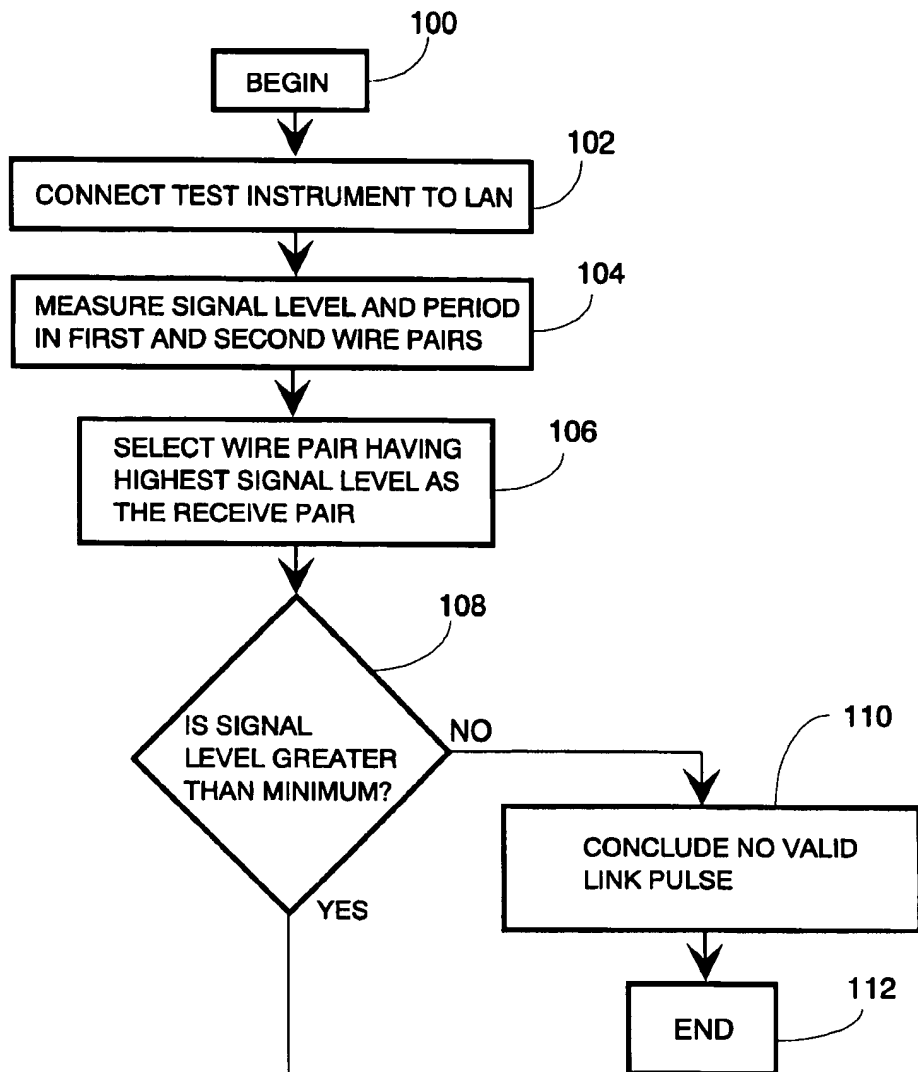 100
BEGIN
102
CONNECT TEST INSTRUMENT TO LAN
104
MEASURE SIGNAL LEVEL AND PERIOD
IN FIRST AND SECOND WIRE PAIRS
106
SELECT WIRE PAIR HAVING
HIGHEST SIGNAL LEVEL AS
THE RECEIVE PAIR
108
IS SIGNAL
LEVEL GREATER
THAN MINIMUM?
NO
YES
110
CONCLUDE NO VALID
LINK PULSE
112
END